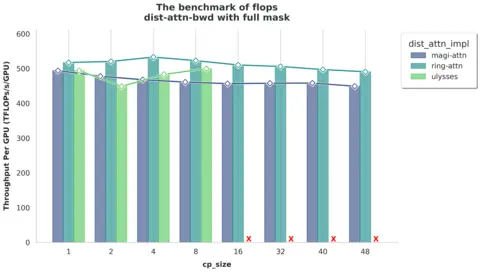 The benchmark of flops
dist-attn-bwd with full mask
Throughput Per GPU (TFLOPs/s/GPU)
600
500
400
300
200
100
0
X X X X
1 2 4 8 16 32 40 48
cp_size
dist_attn_impl
magi-attn
ring-attn
ulysses